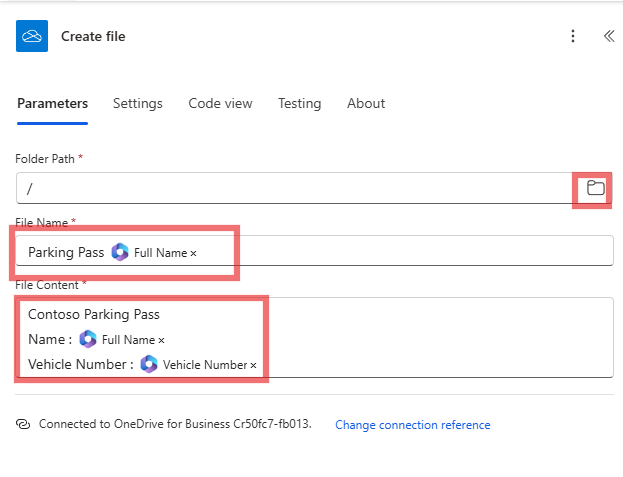 Create file
Parameters Settings Code view Testing About
Folder Path *
/
File Name *
Parking Pass Full Name ×
File Content *
Contoso Parking Pass
Name : Full Name ×
Vehicle Number : Vehicle Number ×
Connected to OneDrive for Business Cr50fc7-fb013. Change connection reference